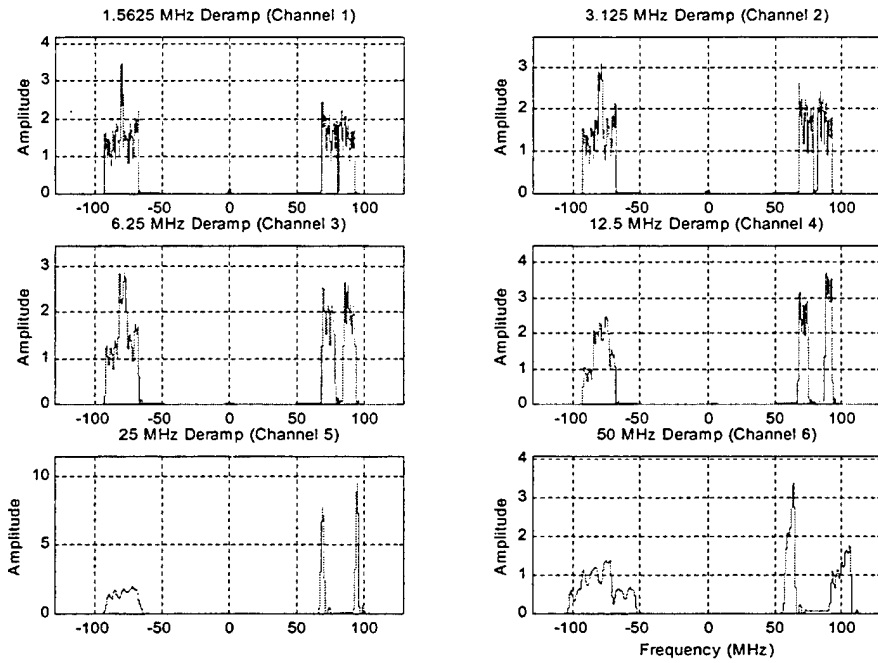 1.5625 MHz Deramp (Channel 1)
3.125 MHz Deramp (Channel 2)
4
3
2
1
0
Amplitude
-100 -50 0 50 100
4
3
2
1
0
Amplitude
-100 -50 0 50 100
6.25 MHz Deramp (Channel 3)
12.5 MHz Deramp (Channel 4)
3
2
1
0
Amplitude
-100 -50 0 50 100
4
3
2
1
0
Amplitude
-100 -50 0 50 100
25 MHz Deramp (Channel 5)
50 MHz Deramp (Channel 6)
10
5
0
Amplitude
-100 -50 0 50 100
4
3
2
1
0
Amplitude
-100 -50 0 50 100
Frequency (MHz)